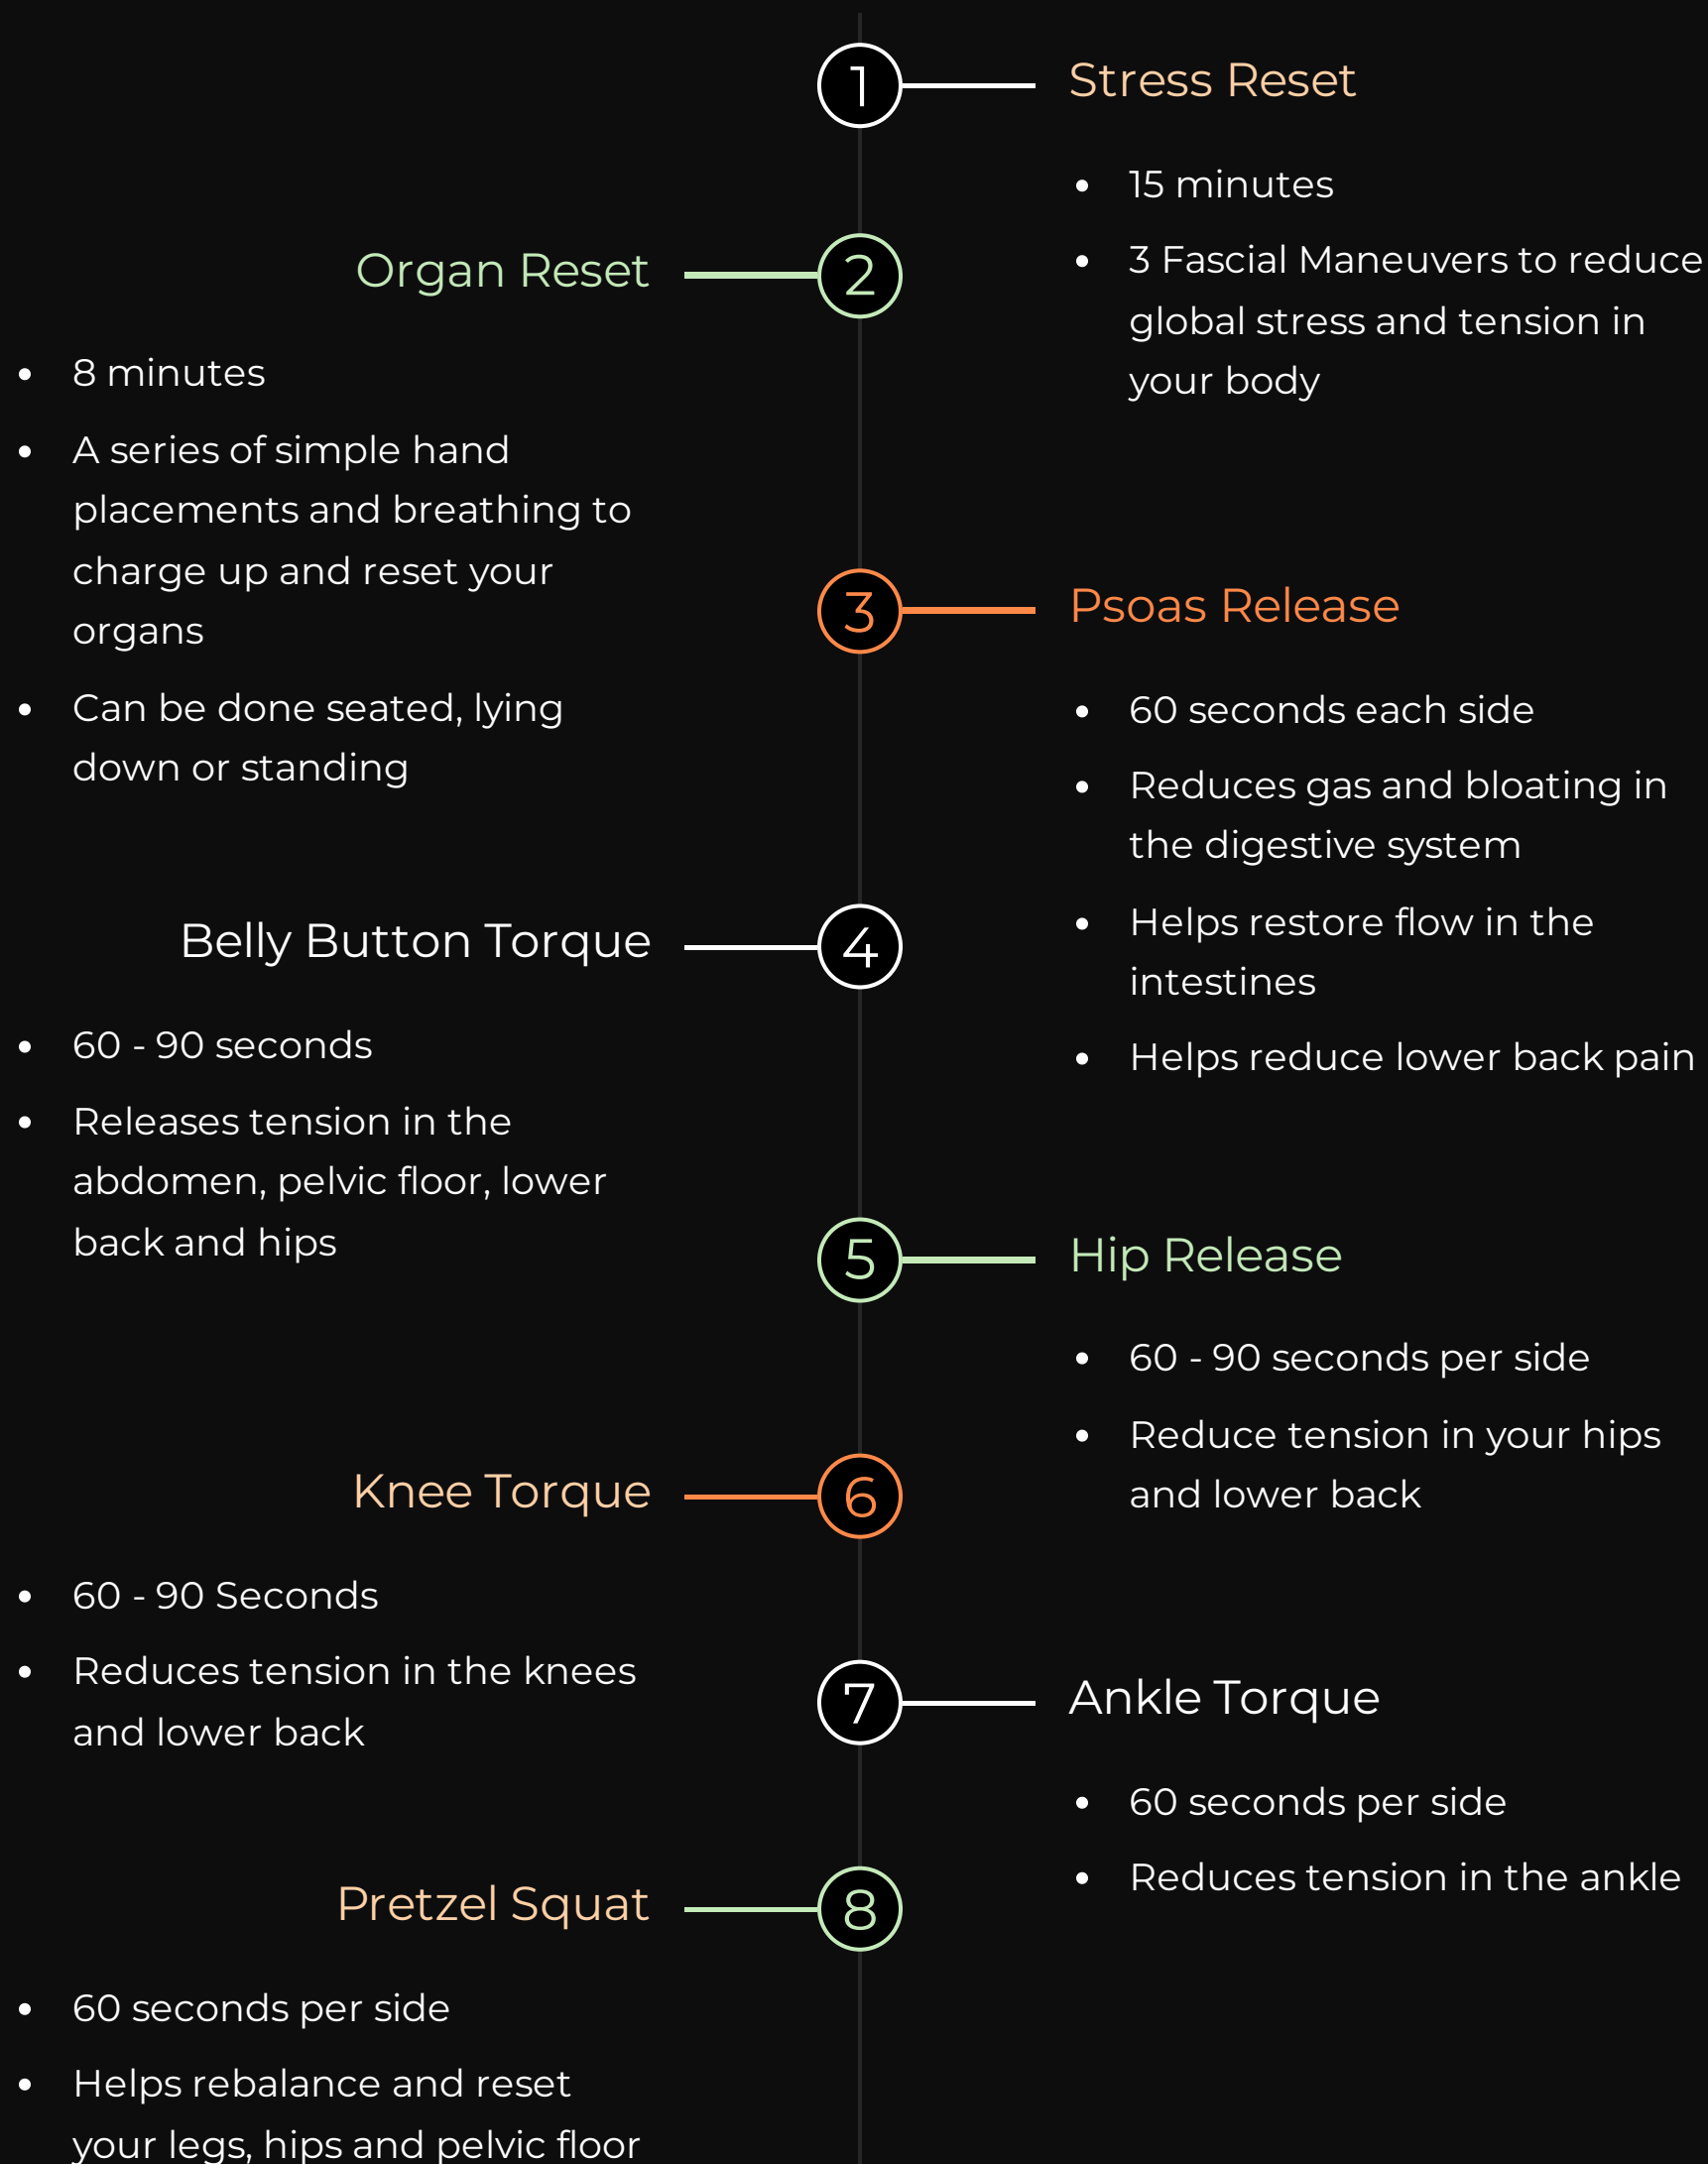 1
Stress Reset
• 15 minutes
• 3 Fascial Maneuvers to reduce
global stress and tension in
your body
2
Organ Reset
• 8 minutes
• A series of simple hand
placements and breathing to
charge up and reset your
organs
• Can be done seated, lying
down or standing
3
Psoas Release
• 60 seconds each side
• Reduces gas and bloating in
the digestive system
• Helps restore flow in the
intestines
• Helps reduce lower back pain
4
Belly Button Torque
• 60 - 90 seconds
• Releases tension in the
abdomen, pelvic floor, lower
back and hips
5
Hip Release
• 60 - 90 seconds per side
• Reduce tension in your hips
and lower back
6
Knee Torque
• 60 - 90 Seconds
• Reduces tension in the knees
and lower back
7
Ankle Torque
• 60 seconds per side
• Reduces tension in the ankle
8
Pretzel Squat
• 60 seconds per side
• Helps rebalance and reset
your legs, hips and pelvic floor